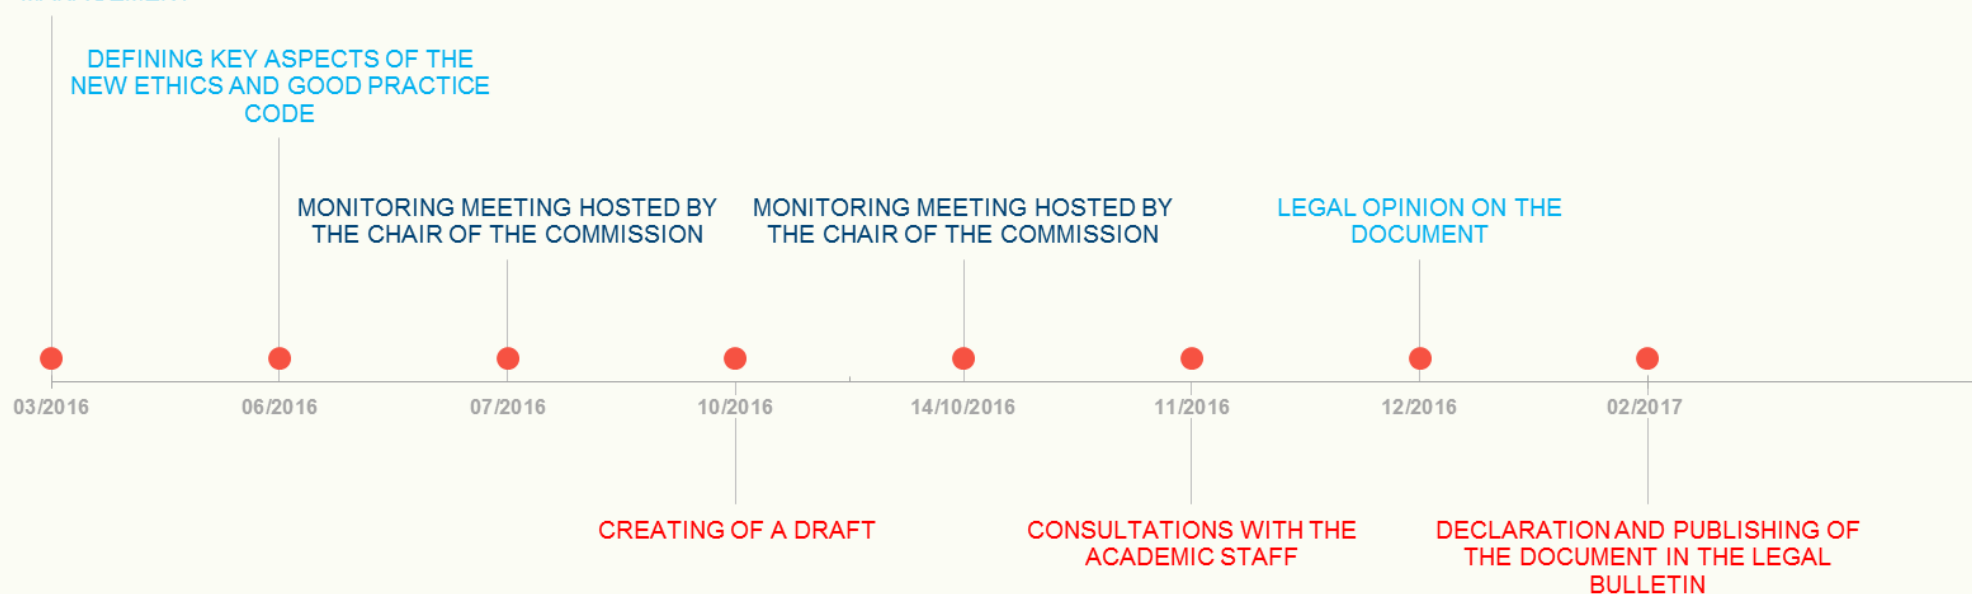 DEFINING KEY ASPECTS OF THE
NEW ETHICS AND GOOD PRACTICE
CODE
MONITORING MEETING HOSTED BY
THE CHAIR OF THE COMMISSION
MONITORING MEETING HOSTED BY
THE CHAIR OF THE COMMISSION
LEGAL OPINION ON THE
DOCUMENT
03/2016
06/2016
07/2016
10/2016
14/10/2016
11/2016
12/2016
02/2017
CREATING OF A DRAFT
CONSULTATIONS WITH THE
ACADEMIC STAFF
DECLARATION AND PUBLISHING OF
THE DOCUMENT IN THE LEGAL
BULLETIN